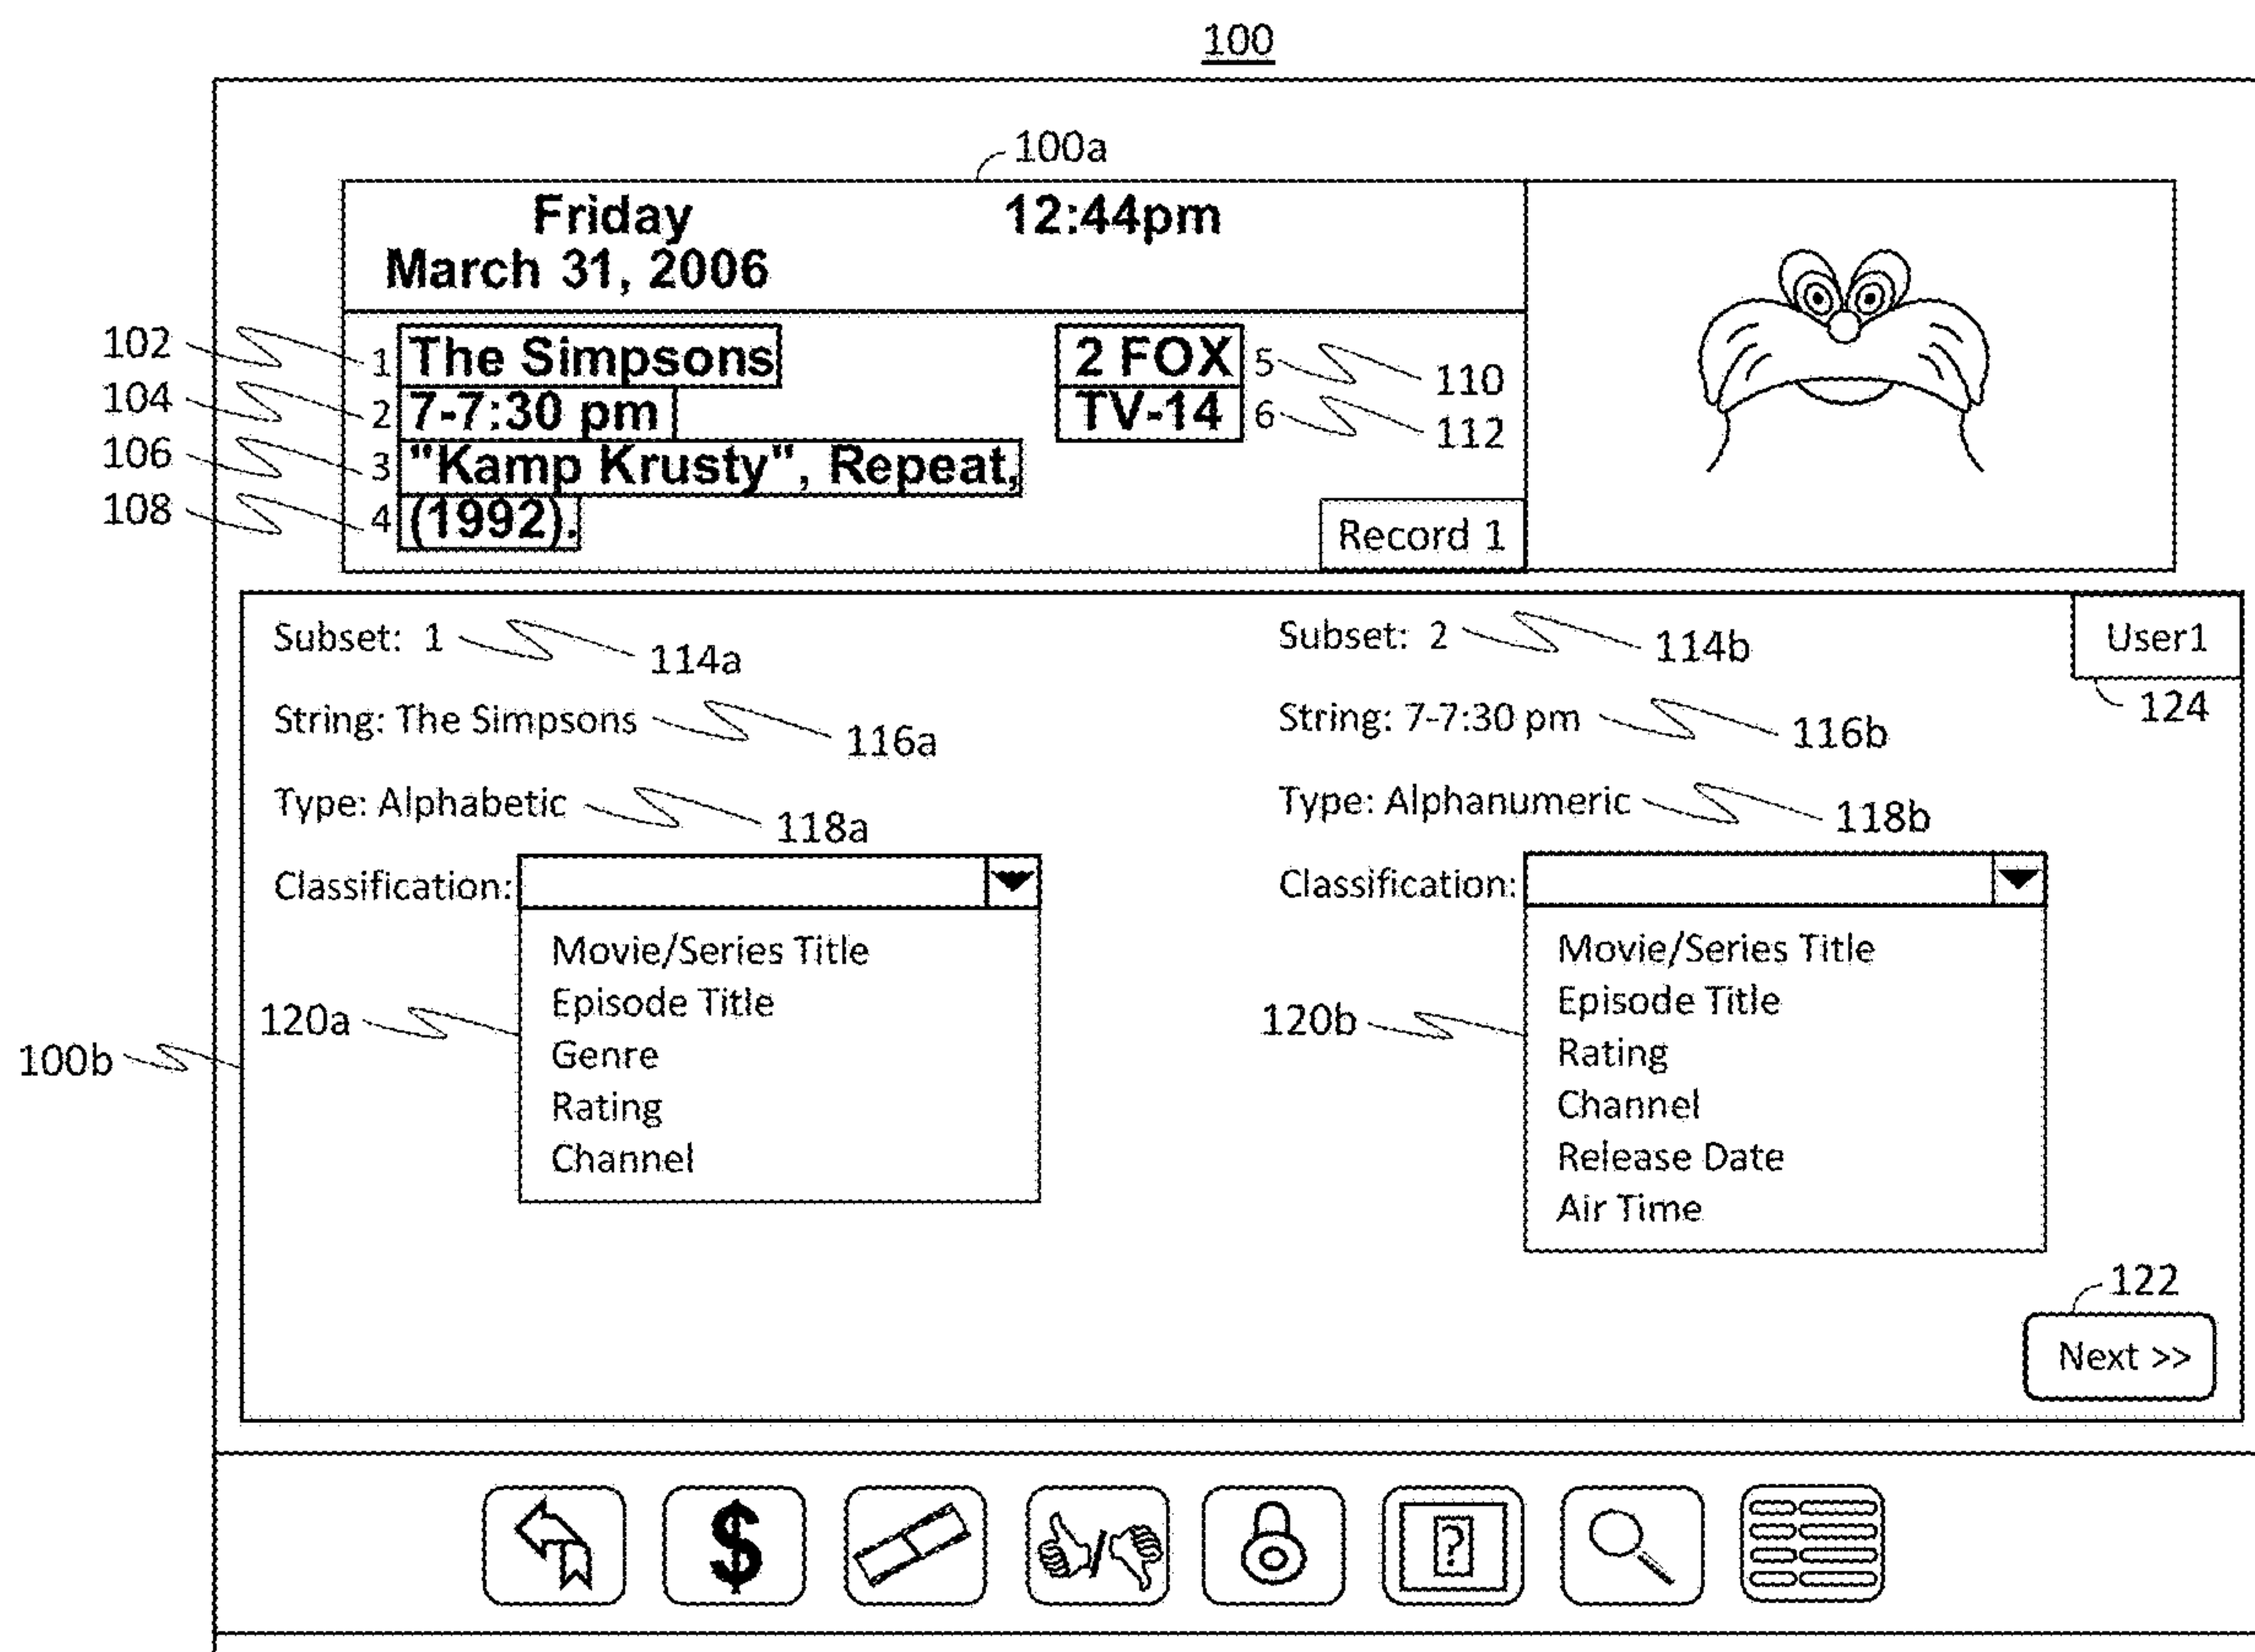 100
100a
Friday 12:44pm
March 31, 2006
102 1 The Simpsons 2 FOX 5 110
104 2 7-7:30 pm TV-14 6 112
106 3 "Kamp Krusty", Repeat,
108 4 (1992).
Record 1
Subset: 1 114a
Subset: 2 114b
User1
124
String: The Simpsons 116a
String: 7-7:30 pm 116b
Type: Alphabetic 118a
Type: Alphanumeric 118b
Classification:
Movie/Series Title
Episode Title
Genre
Rating
Channel
120a
100b
Classification:
Movie/Series Title
Episode Title
Rating
Channel
Release Date
Air Time
120b
122
Next >>
$
/
?